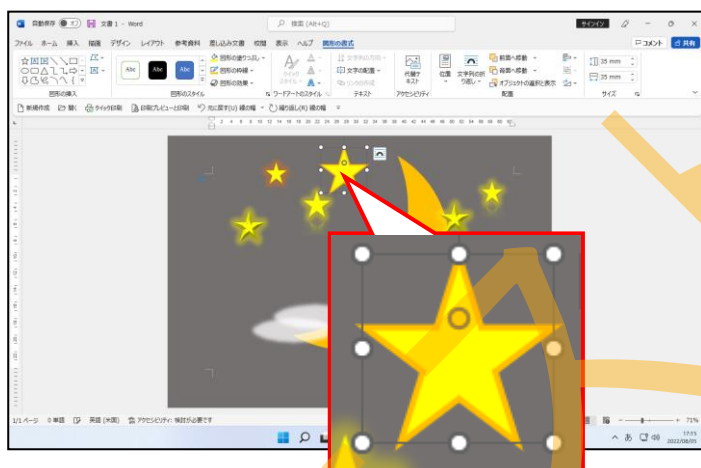 自動保存 オフ 文書 1 - Word 検索 (Alt+Q) サインイン
ファイル ホーム 挿入 描画 デザイン レイアウト 参考資料 差し込み文書 校閲 表示 ヘルプ 図形の書式 コメント 共有
図形の塗りつぶし 文字列の方向 前面へ移動 35 mm
Abc Abc Abc 図形の枠線 クイック スタイル 文字の配置 代替テキスト 位置 文字列の折り返し 背面へ移動 35 mm
図形の効果 リンクの作成 オブジェクトの選択と表示
図形の挿入 図形のスタイル ワードアートのスタイル テキスト アクセシビリティ 配置 サイズ
新規作成 開く クイック印刷 印刷プレビューと印刷 元に戻す(U) 線の幅 繰り返し(R) 線の幅
1/1 ページ 0 単語 英語 (米国) アクセシビリティ: 検討が必要です 71%
あ 17:25
2022/08/05